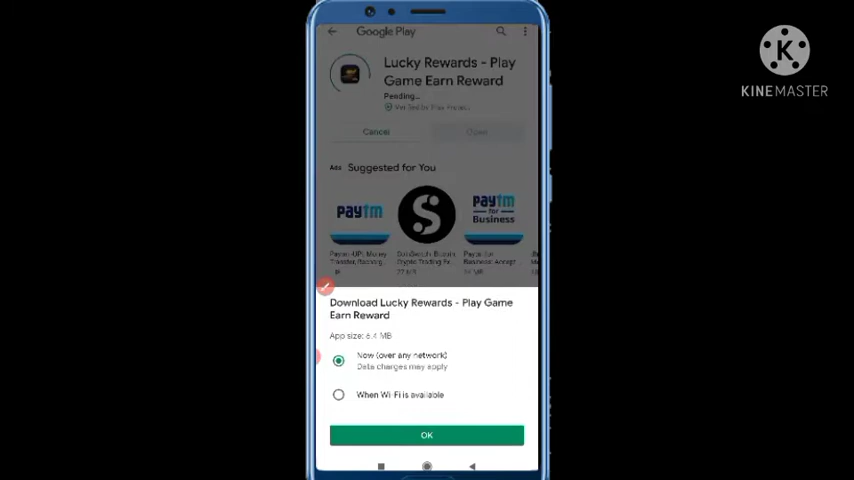 Google Play
KINEMASTER
Lucky Rewards - Play
Game Earn Reward
Pending...
Cancel
Open
Ads Suggested for You
paytm
paytm
for
Business
Download Lucky Rewards - Play Game
Earn Reward
App size: 6.4 MB
Now (over any network)
Data charges may apply
When Wi-Fi is available
OK